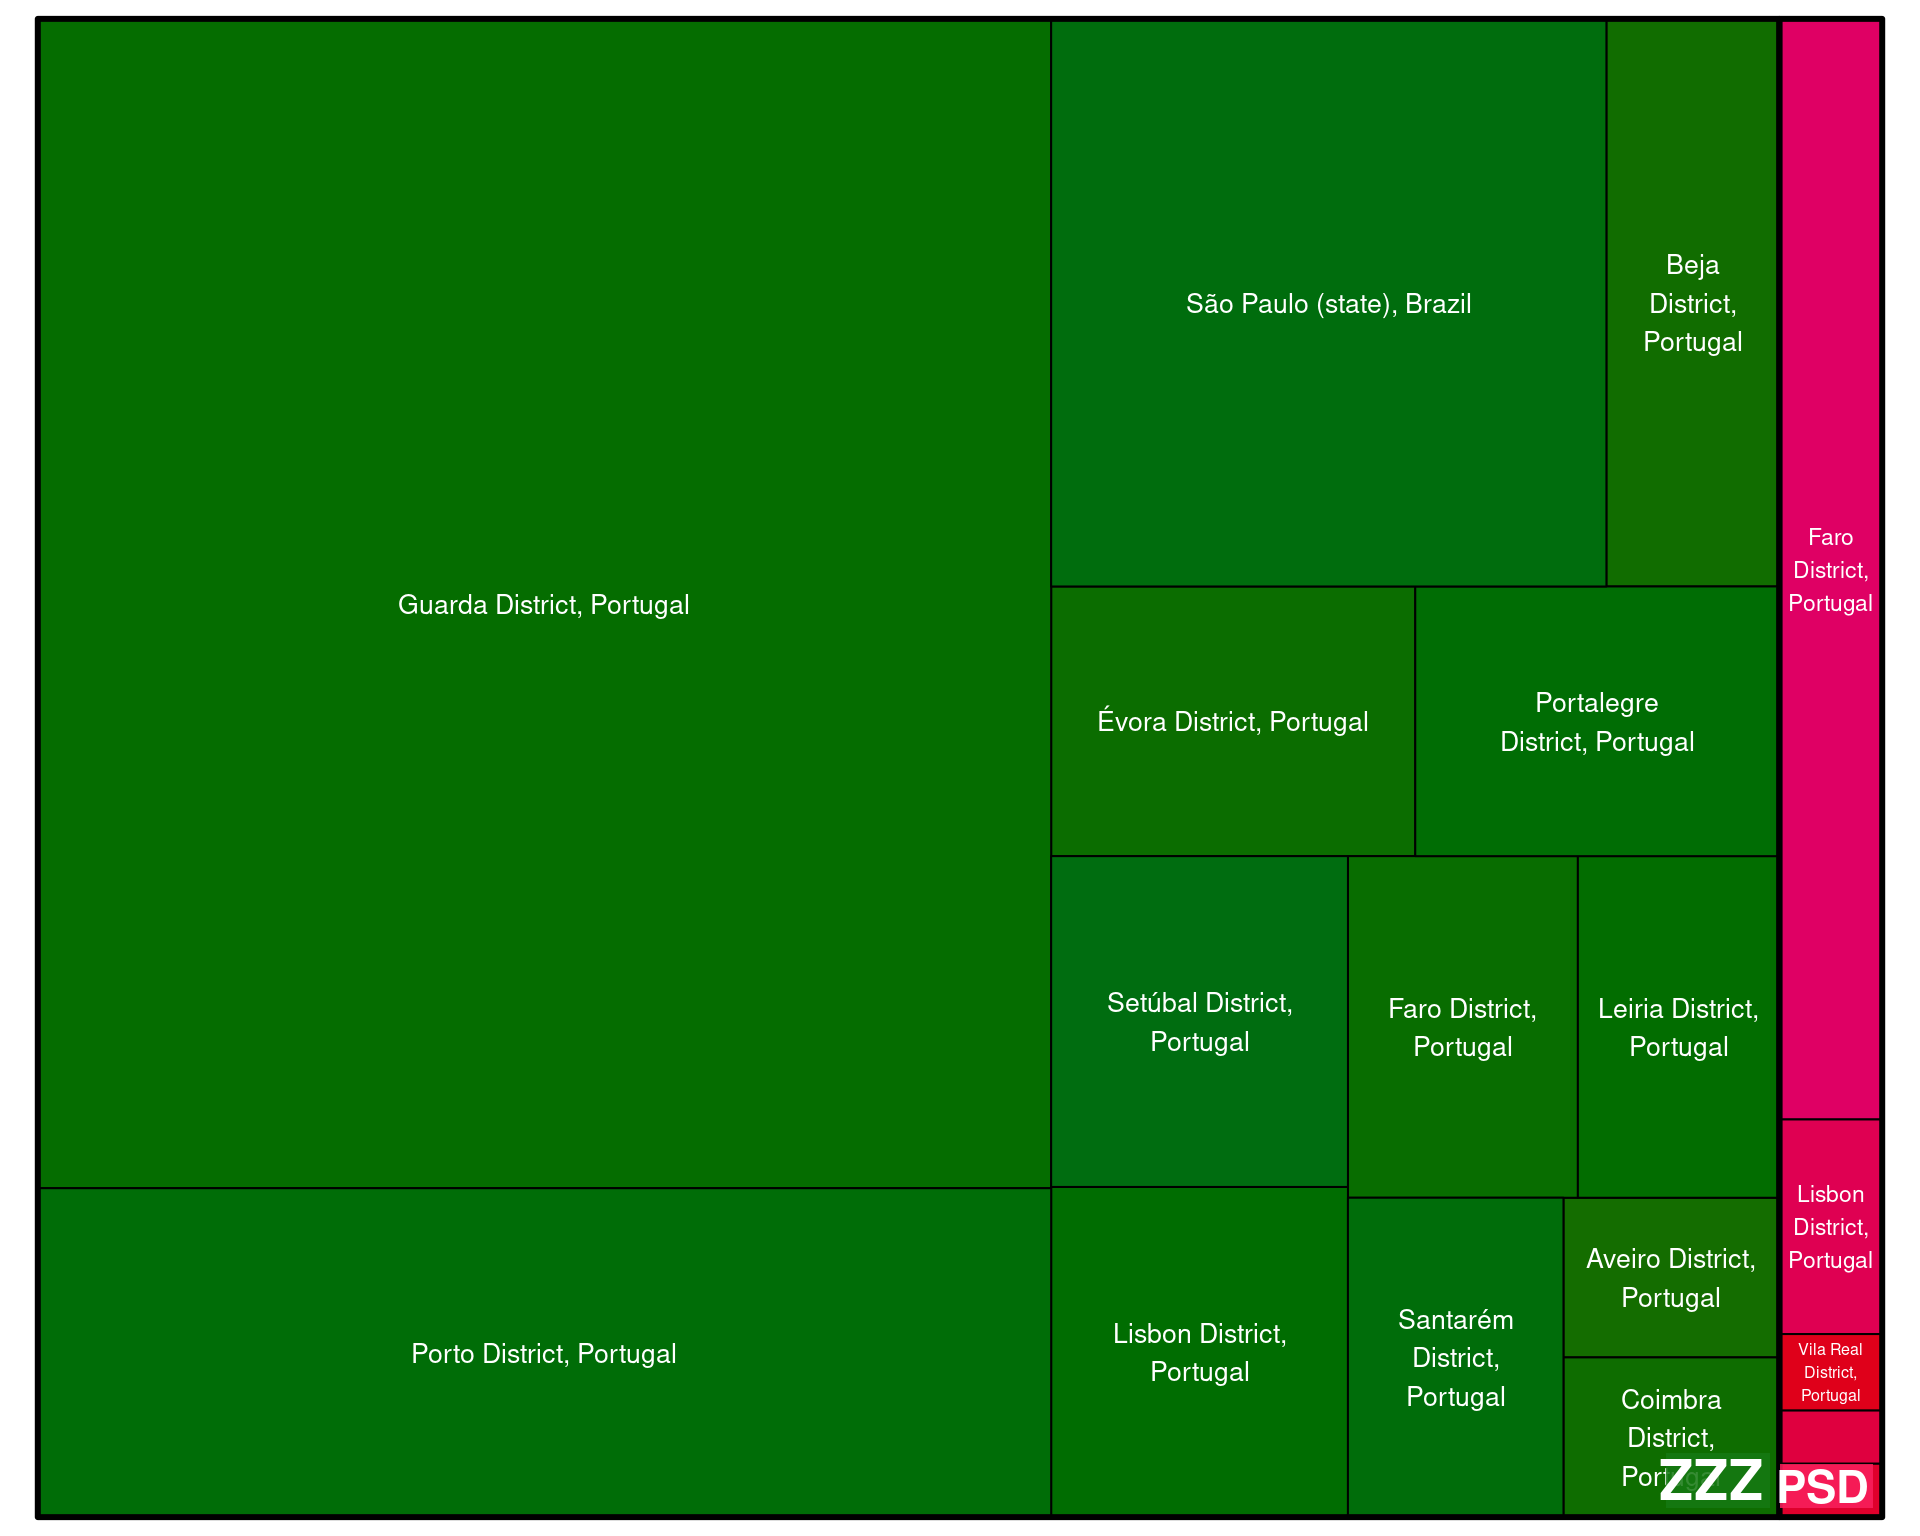 Guarda District, Portugal
Porto District, Portugal
São Paulo (state), Brazil
Beja
District,
Portugal
Évora District, Portugal
Portalegre
District, Portugal
Setúbal District,
Portugal
Faro District,
Portugal
Leiria District,
Portugal
Lisbon District,
Portugal
Santarém
District,
Portugal
Aveiro District,
Portugal
Coimbra
District,
Portugal
ZZZ
Faro
District,
Portugal
Lisbon
District,
Portugal
Vila Real
District,
Portugal
PSD